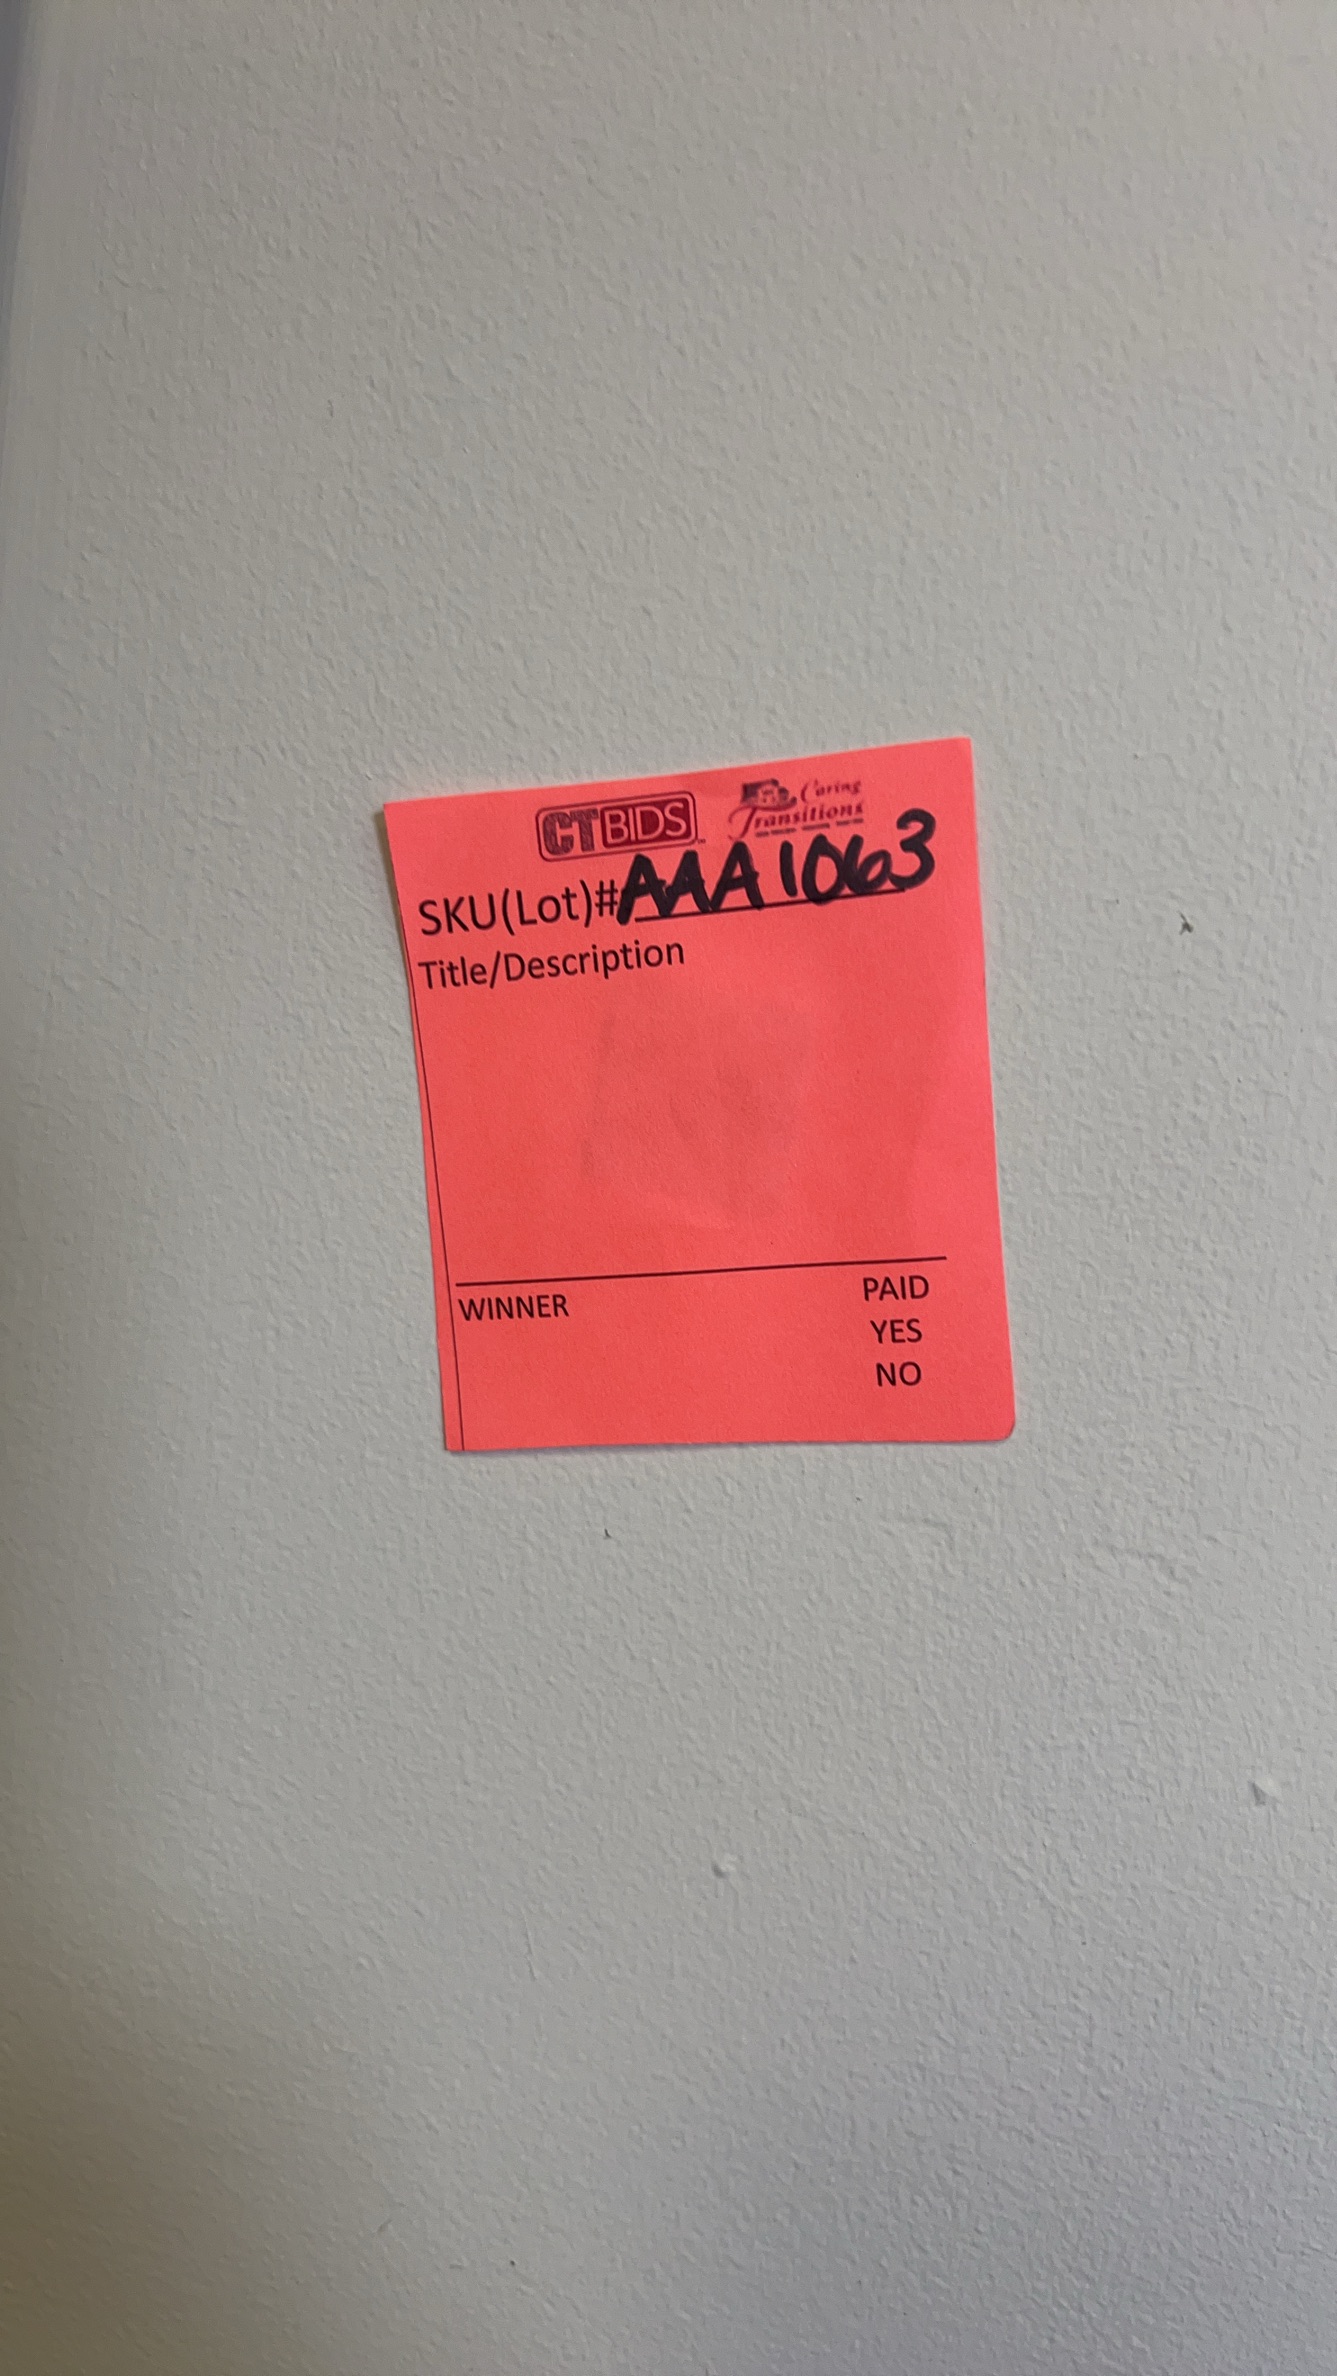 CTBIDS Caring Transitions
SKU(Lot)# AAA1063
Title/Description
WINNER PAID
YES
NO